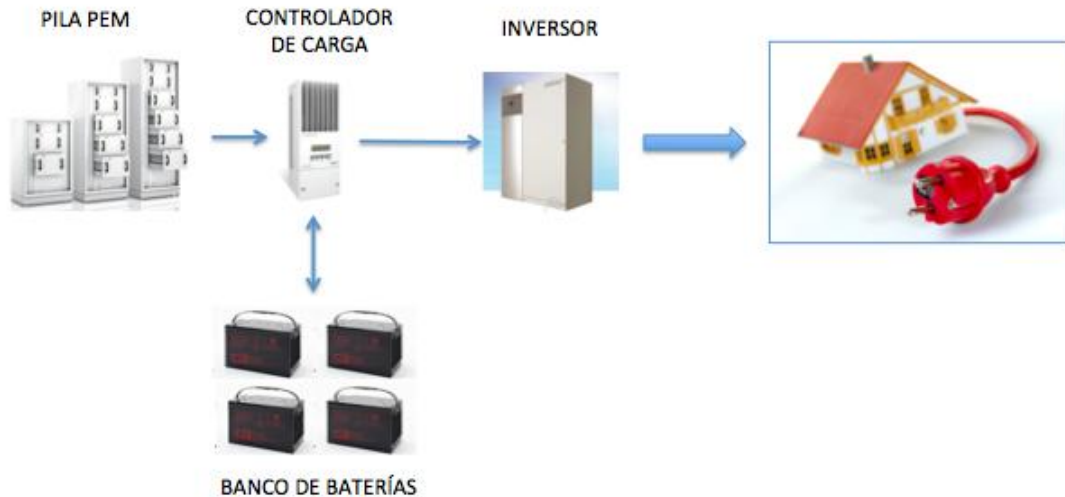 PILA PEM
CONTROLADOR
DE CARGA
INVERSOR
BANCO DE BATERÍAS